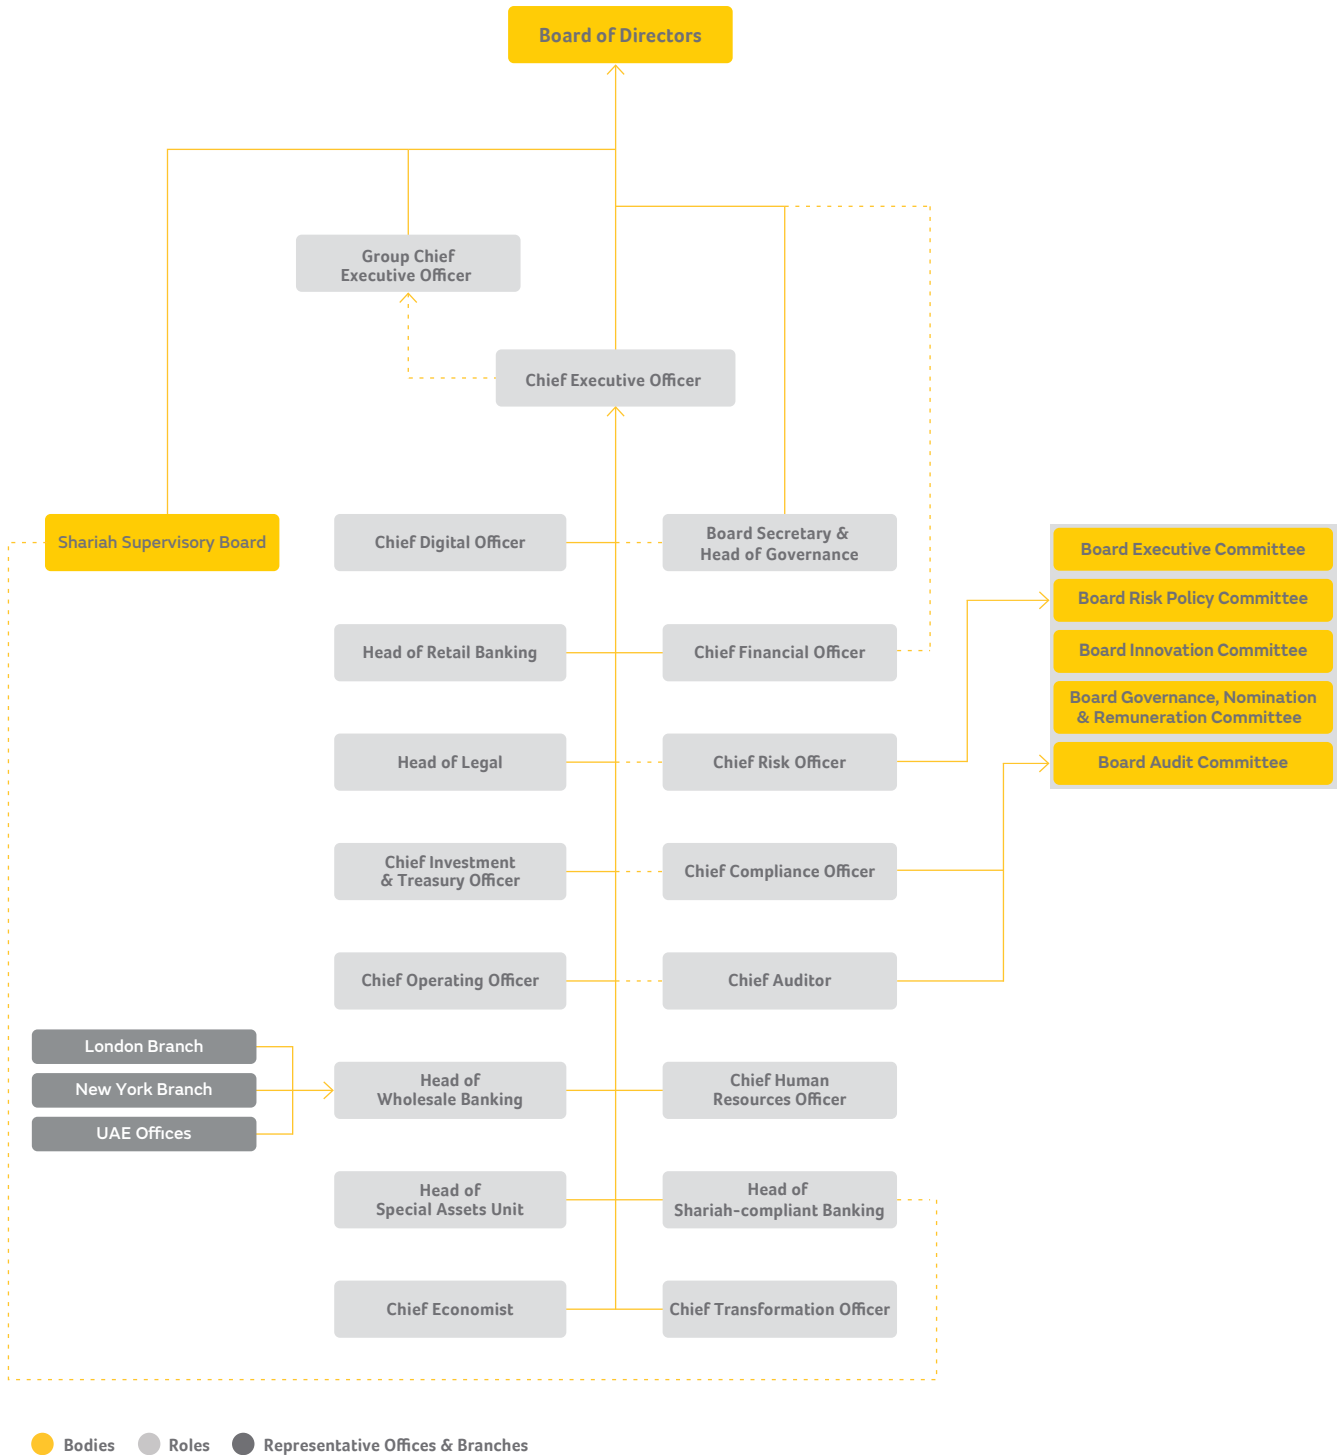 Board of Directors
Group Chief
Executive Officer
Chief Executive Officer
Shariah Supervisory Board
Chief Digital Officer
Board Secretary &
Head of Governance
Board Executive Committee
Board Risk Policy Committee
Head of Retail Banking
Chief Financial Officer
Board Innovation Committee
Board Governance, Nomination
& Remuneration Committee
Head of Legal
Chief Risk Officer
Board Audit Committee
Chief Investment
& Treasury Officer
Chief Compliance Officer
Chief Operating Officer
Chief Auditor
London Branch
New York Branch
UAE Offices
Head of
Wholesale Banking
Chief Human
Resources Officer
Head of
Special Assets Unit
Head of
Shariah-compliant Banking
Chief Economist
Chief Transformation Officer
Bodies
Roles
Representative Offices & Branches